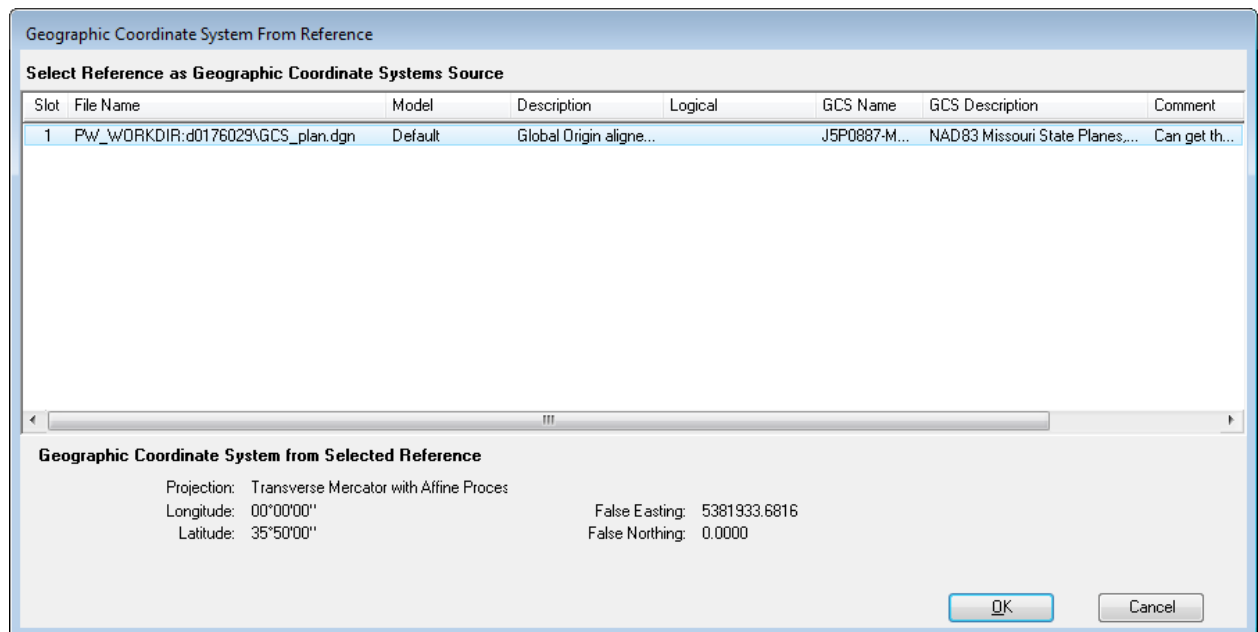 Geographic Coordinate System From Reference
Select Reference as Geographic Coordinate Systems Source
Slot File Name Model Description Logical GCS Name GCS Description Comment
1 PW_WORKDIR:d0176029\GCS_plan.dgn Default Global Origin aligne... J5P0887-M... NAD83 Missouri State Planes,... Can get th...
Geographic Coordinate System from Selected Reference
Projection: Transverse Mercator with Affine Proces
Longitude: 00°00'00" False Easting: 5381933.6816
Latitude: 35°50'00" False Northing: 0.0000
OK Cancel